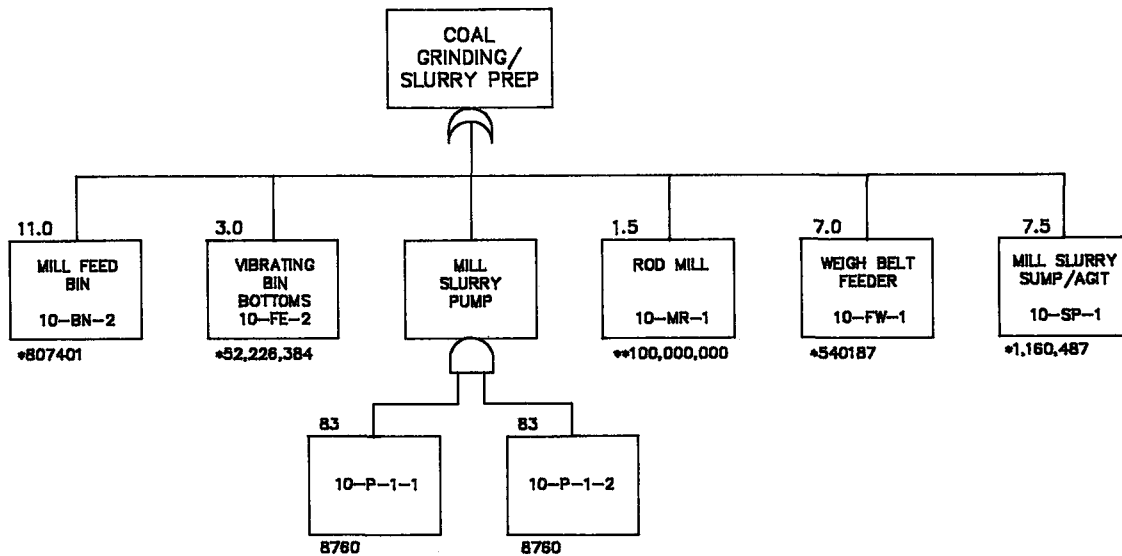 COAL
GRINDING/
SLURRY PREP
11.0
MILL FEED
BIN
10-BN-2
*807401
3.0
VIBRATING
BIN
BOTTOMS
10-FE-2
*52,226,384
MILL
SLURRY
PUMP
1.5
ROD MILL
10-MR-1
**100,000,000
7.0
WEIGH BELT
FEEDER
10-FW-1
*540187
7.5
MILL SLURRY
SUMP/AGIT
10-SP-1
*1,160,487
83
10-P-1-1
8760
83
10-P-1-2
8760